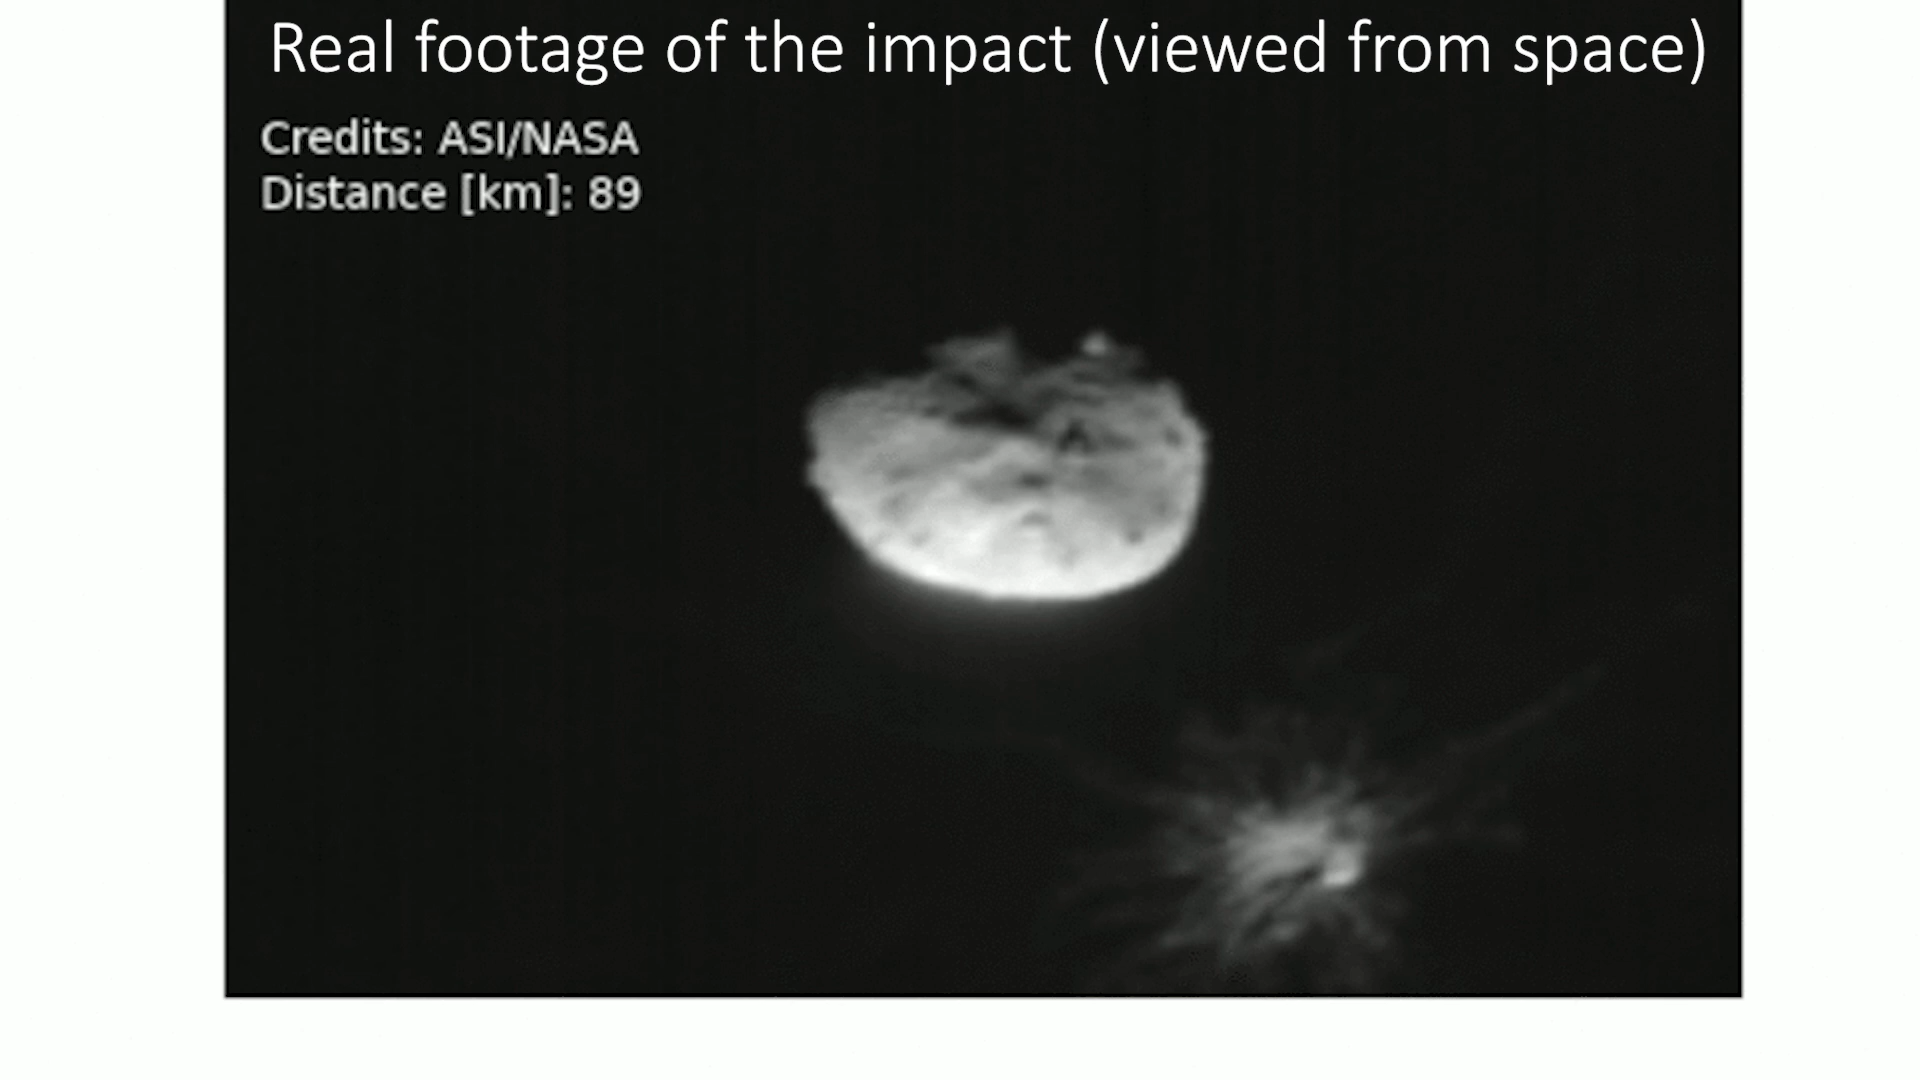 Real footage of the impact (viewed from space)
Credits: ASI/NASA
Distance [km]: 89